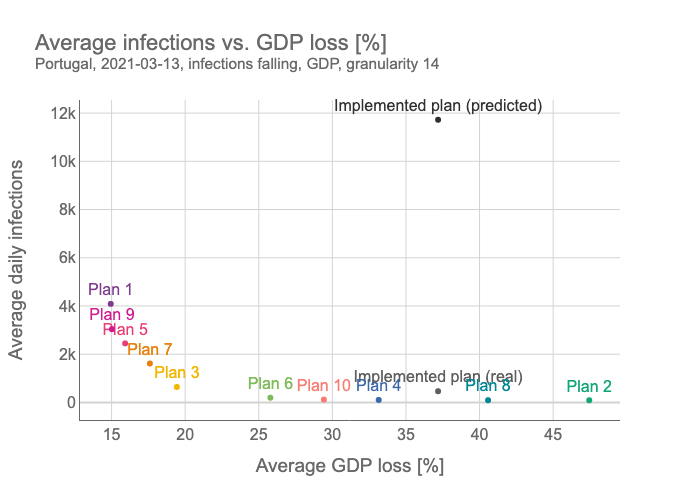 Average infections vs. GDP loss [%]
Portugal, 2021-03-13, infections falling, GDP, granularity 14
Average daily infections
12k
10k
8k
6k
4k
2k
0
Implemented plan (predicted)
Plan 1
Plan 9
Plan 5
Plan 7
Plan 3
Plan 6
Plan 10
Implemented plan (real)
Plan 4
Plan 8
Plan 2
15
20
25
30
35
40
45
Average GDP loss [%]